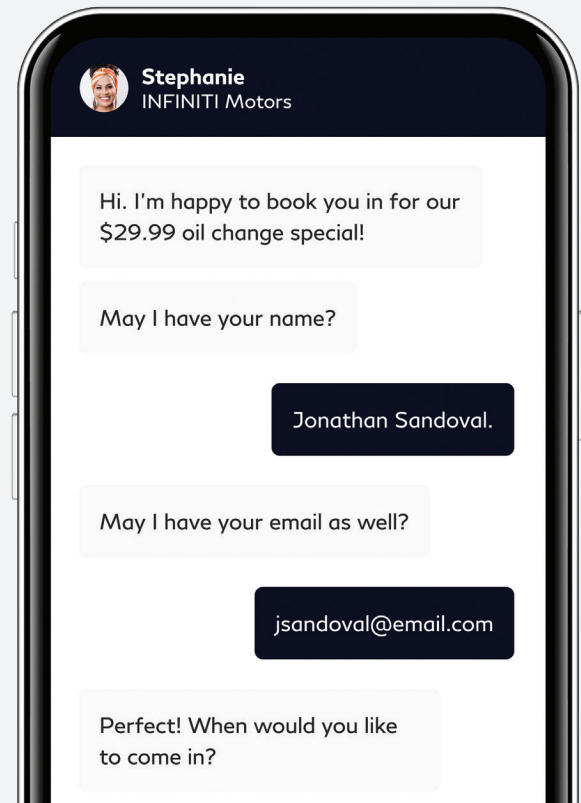 Stephanie
INFINITI Motors
Hi. I'm happy to book you in for our
$29.99 oil change special!
May I have your name?
Jonathan Sandoval.
May I have your email as well?
jsandoval@email.com
Perfect! When would you like
to come in?